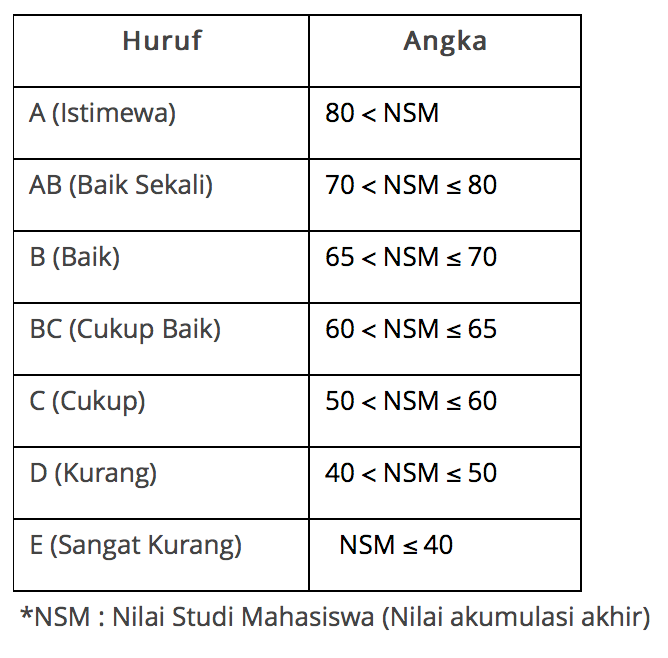 Huruf Angka
A (Istimewa) 80 < NSM
AB (Baik Sekali) 70 < NSM ≤ 80
B (Baik) 65 < NSM ≤ 70
BC (Cukup Baik) 60 < NSM ≤ 65
C (Cukup) 50 < NSM ≤ 60
D (Kurang) 40 < NSM ≤ 50
E (Sangat Kurang) NSM ≤ 40
*NSM : Nilai Studi Mahasiswa (Nilai akumulasi akhir)